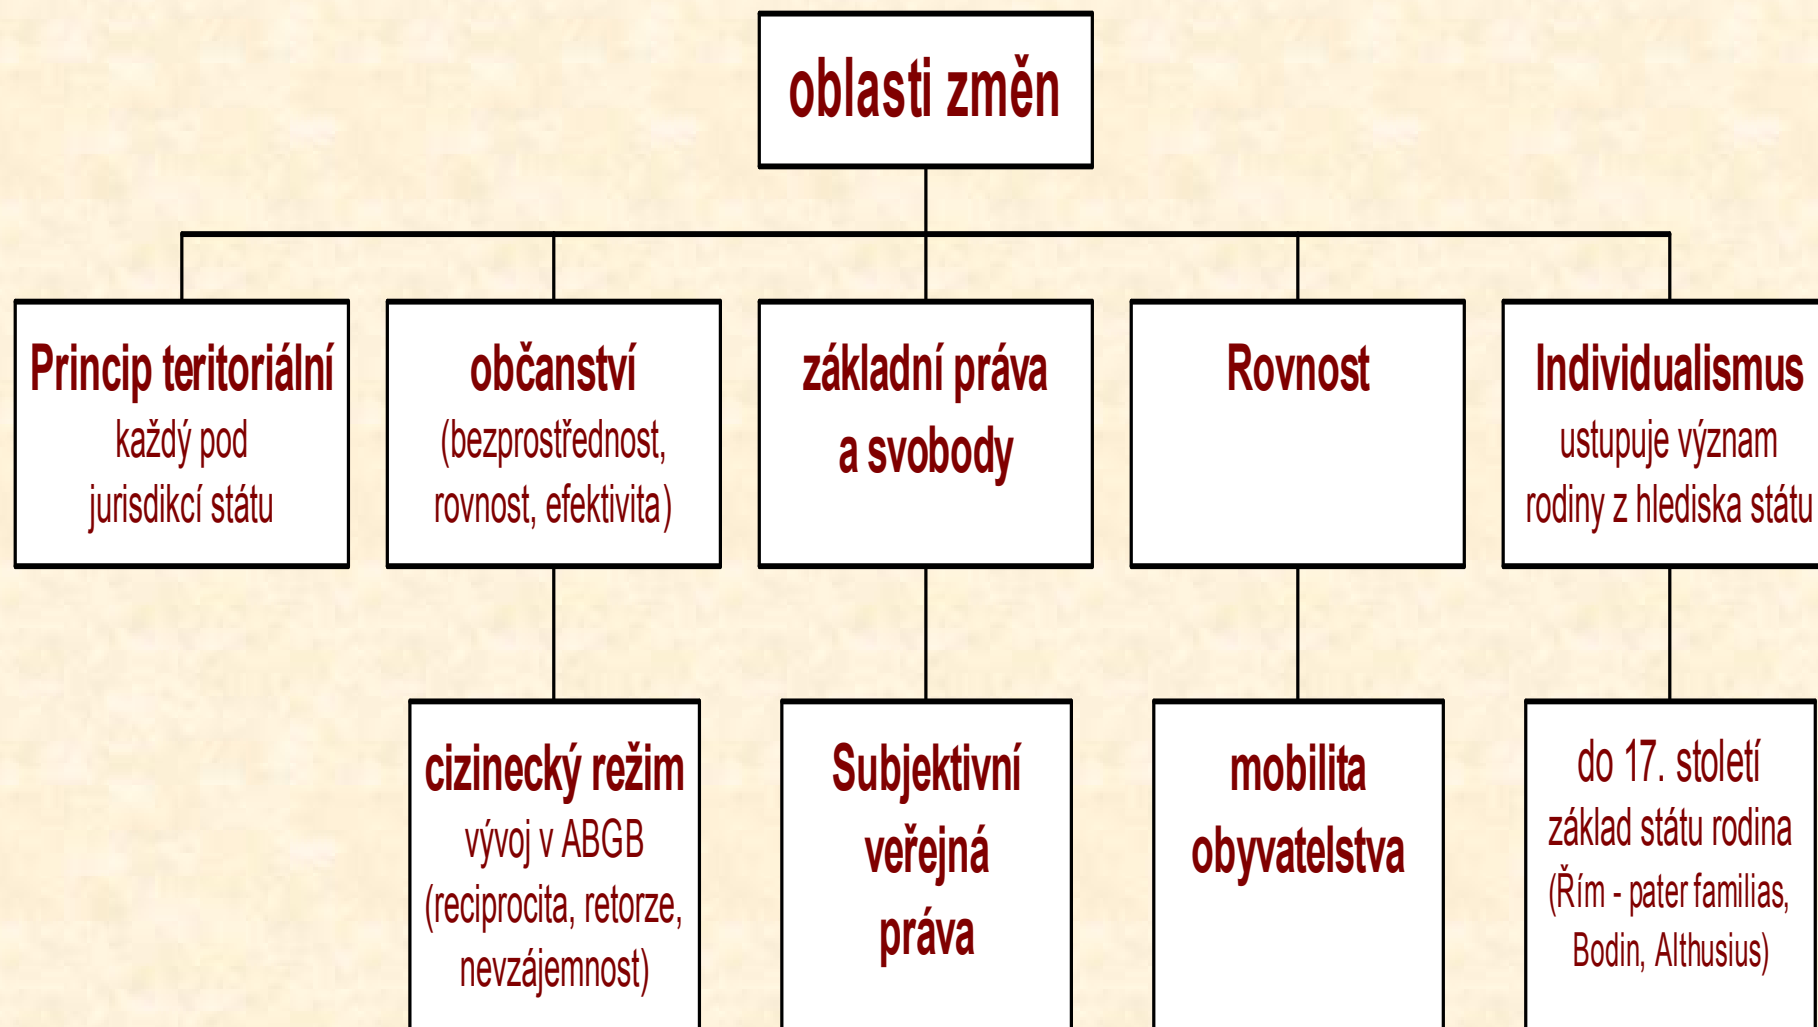 oblasti změn
Princip teritoriální
každý pod
jurisdikcí státu
občanství
(bezprostřednost,
rovnost, efektivita)
základní práva
a svobody
Rovnost
Individualismus
ustupuje význam
rodiny z hlediska státu
cizinecký režim
vývoj v ABGB
(reciprocita, retorze,
nevzájemnost)
Subjektivní
veřejná
práva
mobilita
obyvatelstva
do 17. století
základ státu rodina
(Řím - pater familias,
Bodin, Althusius)